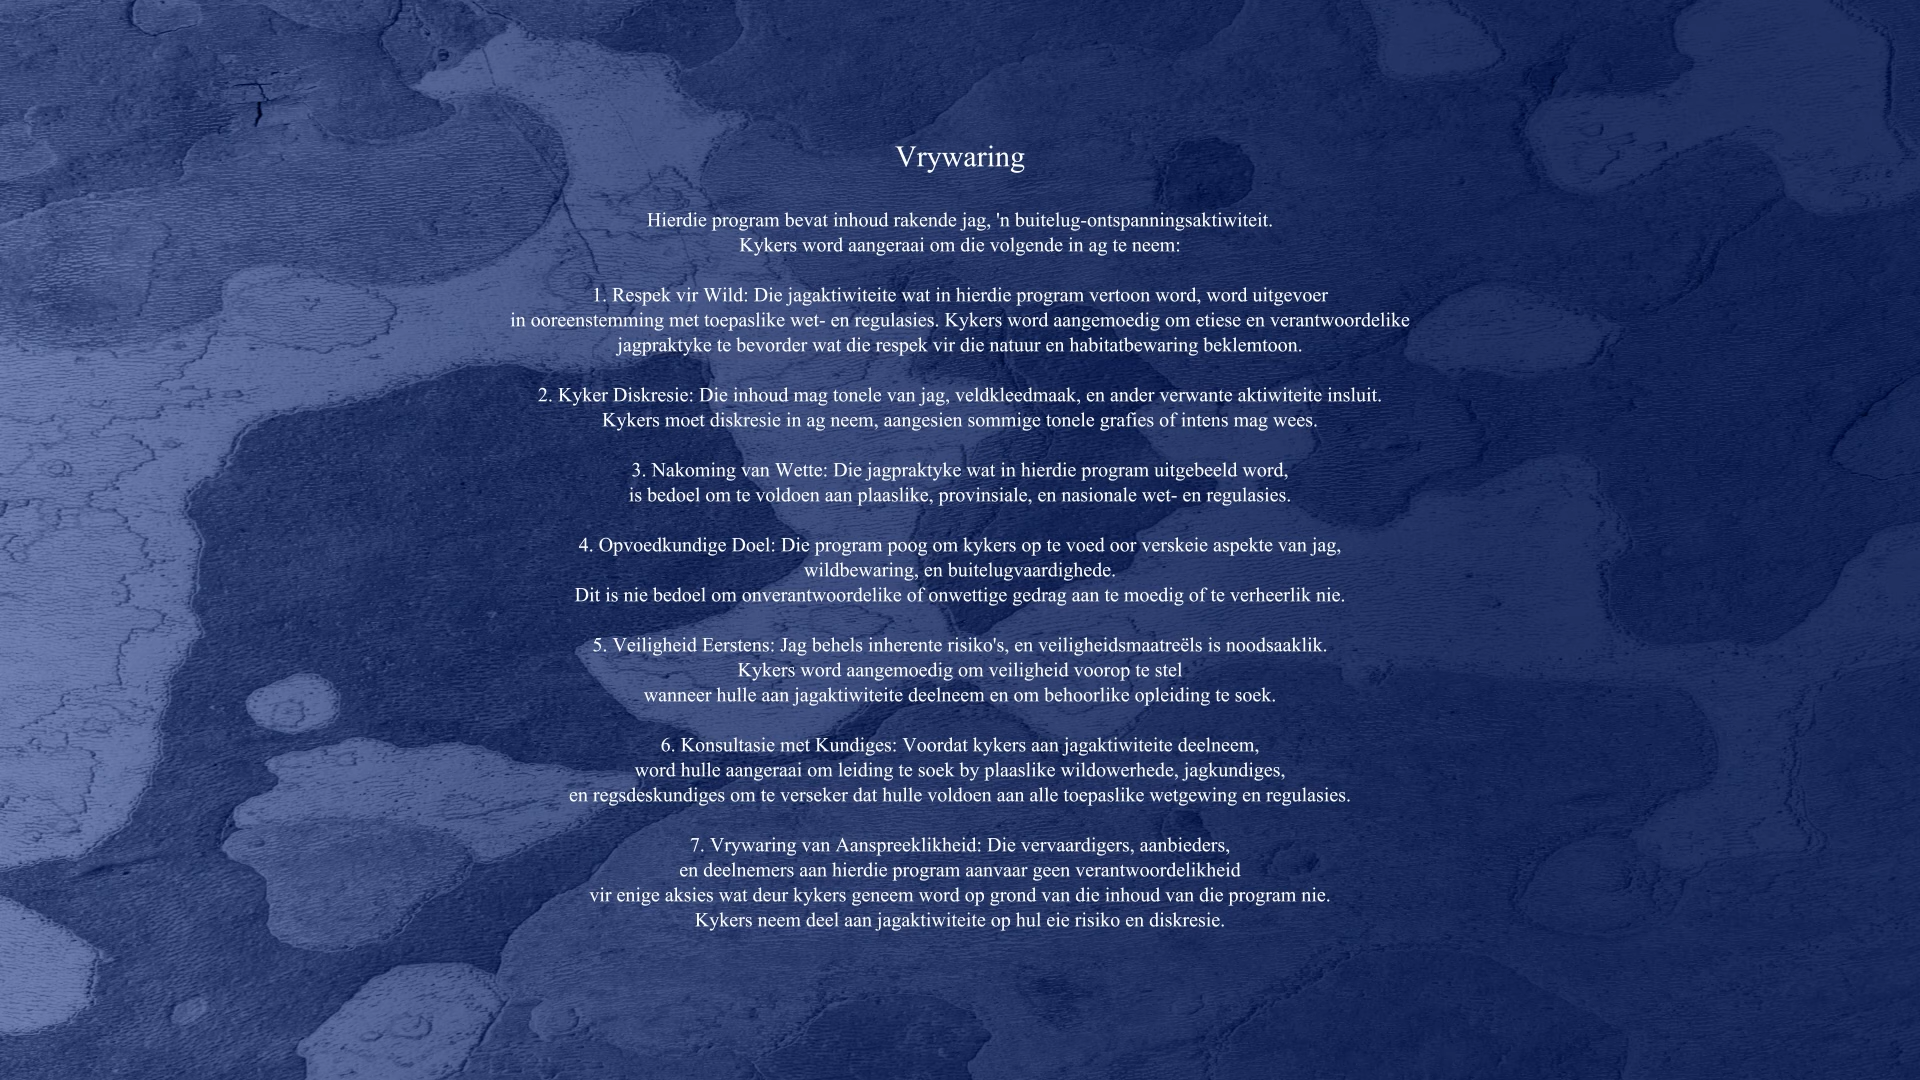 Vrywaring
Hierdie program bevat inhoud rakende jag, 'n buitelug-ontspanningsaktiwiteit.
Kykers word aangeraai om die volgende in ag te neem:
1. Respek vir Wild: Die jagaktiwiteite wat in hierdie program vertoon word, word uitgevoer
in ooreenstemming met toepaslike wet- en regulasies. Kykers word aangemoedig om etiese en verantwoordelike
jagpraktyke te bevorder wat die respek vir die natuur en habitatbewaring beklemtoon.
2. Kyker Diskresie: Die inhoud mag tonele van jag, veldkleedmaak, en ander verwante aktiwiteite insluit.
Kykers moet diskresie in ag neem, aangesien sommige tonele grafies of intens mag wees.
3. Nakoming van Wette: Die jagpraktyke wat in hierdie program uitgebeeld word,
is bedoel om te voldoen aan plaaslike, provinsiale, en nasionale wet- en regulasies.
4. Opvoedkundige Doel: Die program poog om kykers op te voed oor verskeie aspekte van jag,
wildbewaring, en buitelugvaardighede.
Dit is nie bedoel om onverantwoordelike of onwettige gedrag aan te moedig of te verheerlik nie.
5. Veiligheid Eerstens: Jag behels inherente risiko's, en veiligheidsmaatreëls is noodsaaklik.
Kykers word aangemoedig om veiligheid voorop te stel
wanneer hulle aan jagaktiwiteite deelneem en om behoorlike opleiding te soek.
6. Konsultasie met Kundiges: Voordat kykers aan jagaktiwiteite deelneem,
word hulle aangeraai om leiding te soek by plaaslike wildowerhede, jagkundiges,
en regsdeskundiges om te verseker dat hulle voldoen aan alle toepaslike wetgewing en regulasies.
7. Vrywaring van Aanspreeklikheid: Die vervaardigers, aanbieders,
en deelnemers aan hierdie program aanvaar geen verantwoordelikheid
vir enige aksies wat deur kykers geneem word op grond van die inhoud van die program nie.
Kykers neem deel aan jagaktiwiteite op hul eie risiko en diskresie.